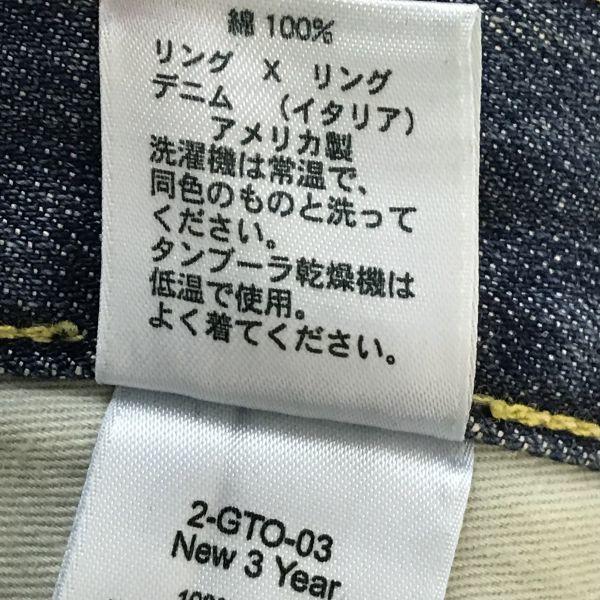 綿 100%
リング X リング
デニム (イタリア)
アメリカ製
洗濯機は常温で、
同色のものと洗って
ください。
タンブーラ乾燥機は
低温で使用。
よく着てください。
2-GTO-03
New 3 Year